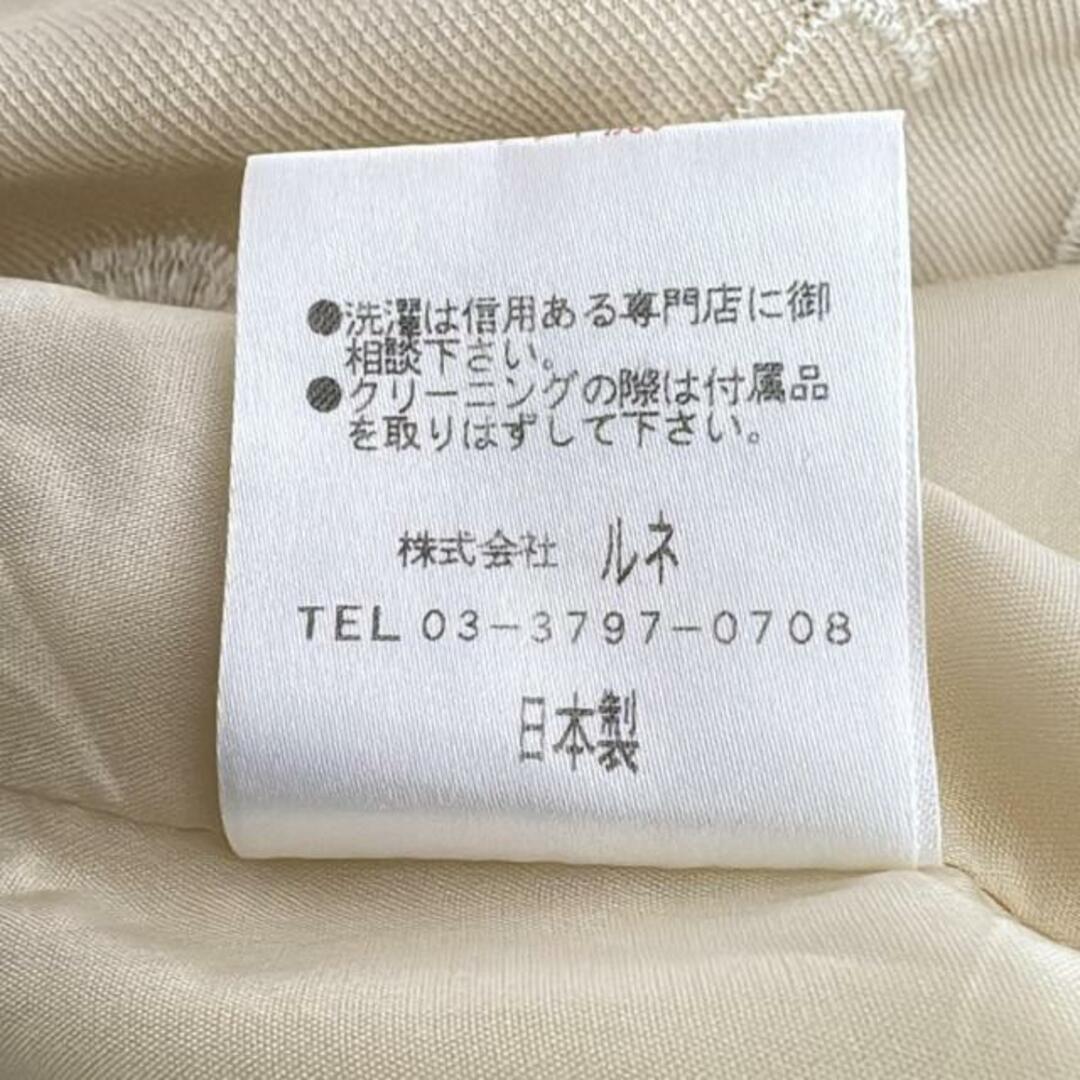 ●洗濯は信用ある専門店に御
相談下さい。
●クリーニングの際は付属品
を取りはずして下さい。
株式会社 ルネ
TEL 03-3797-0708
日本製